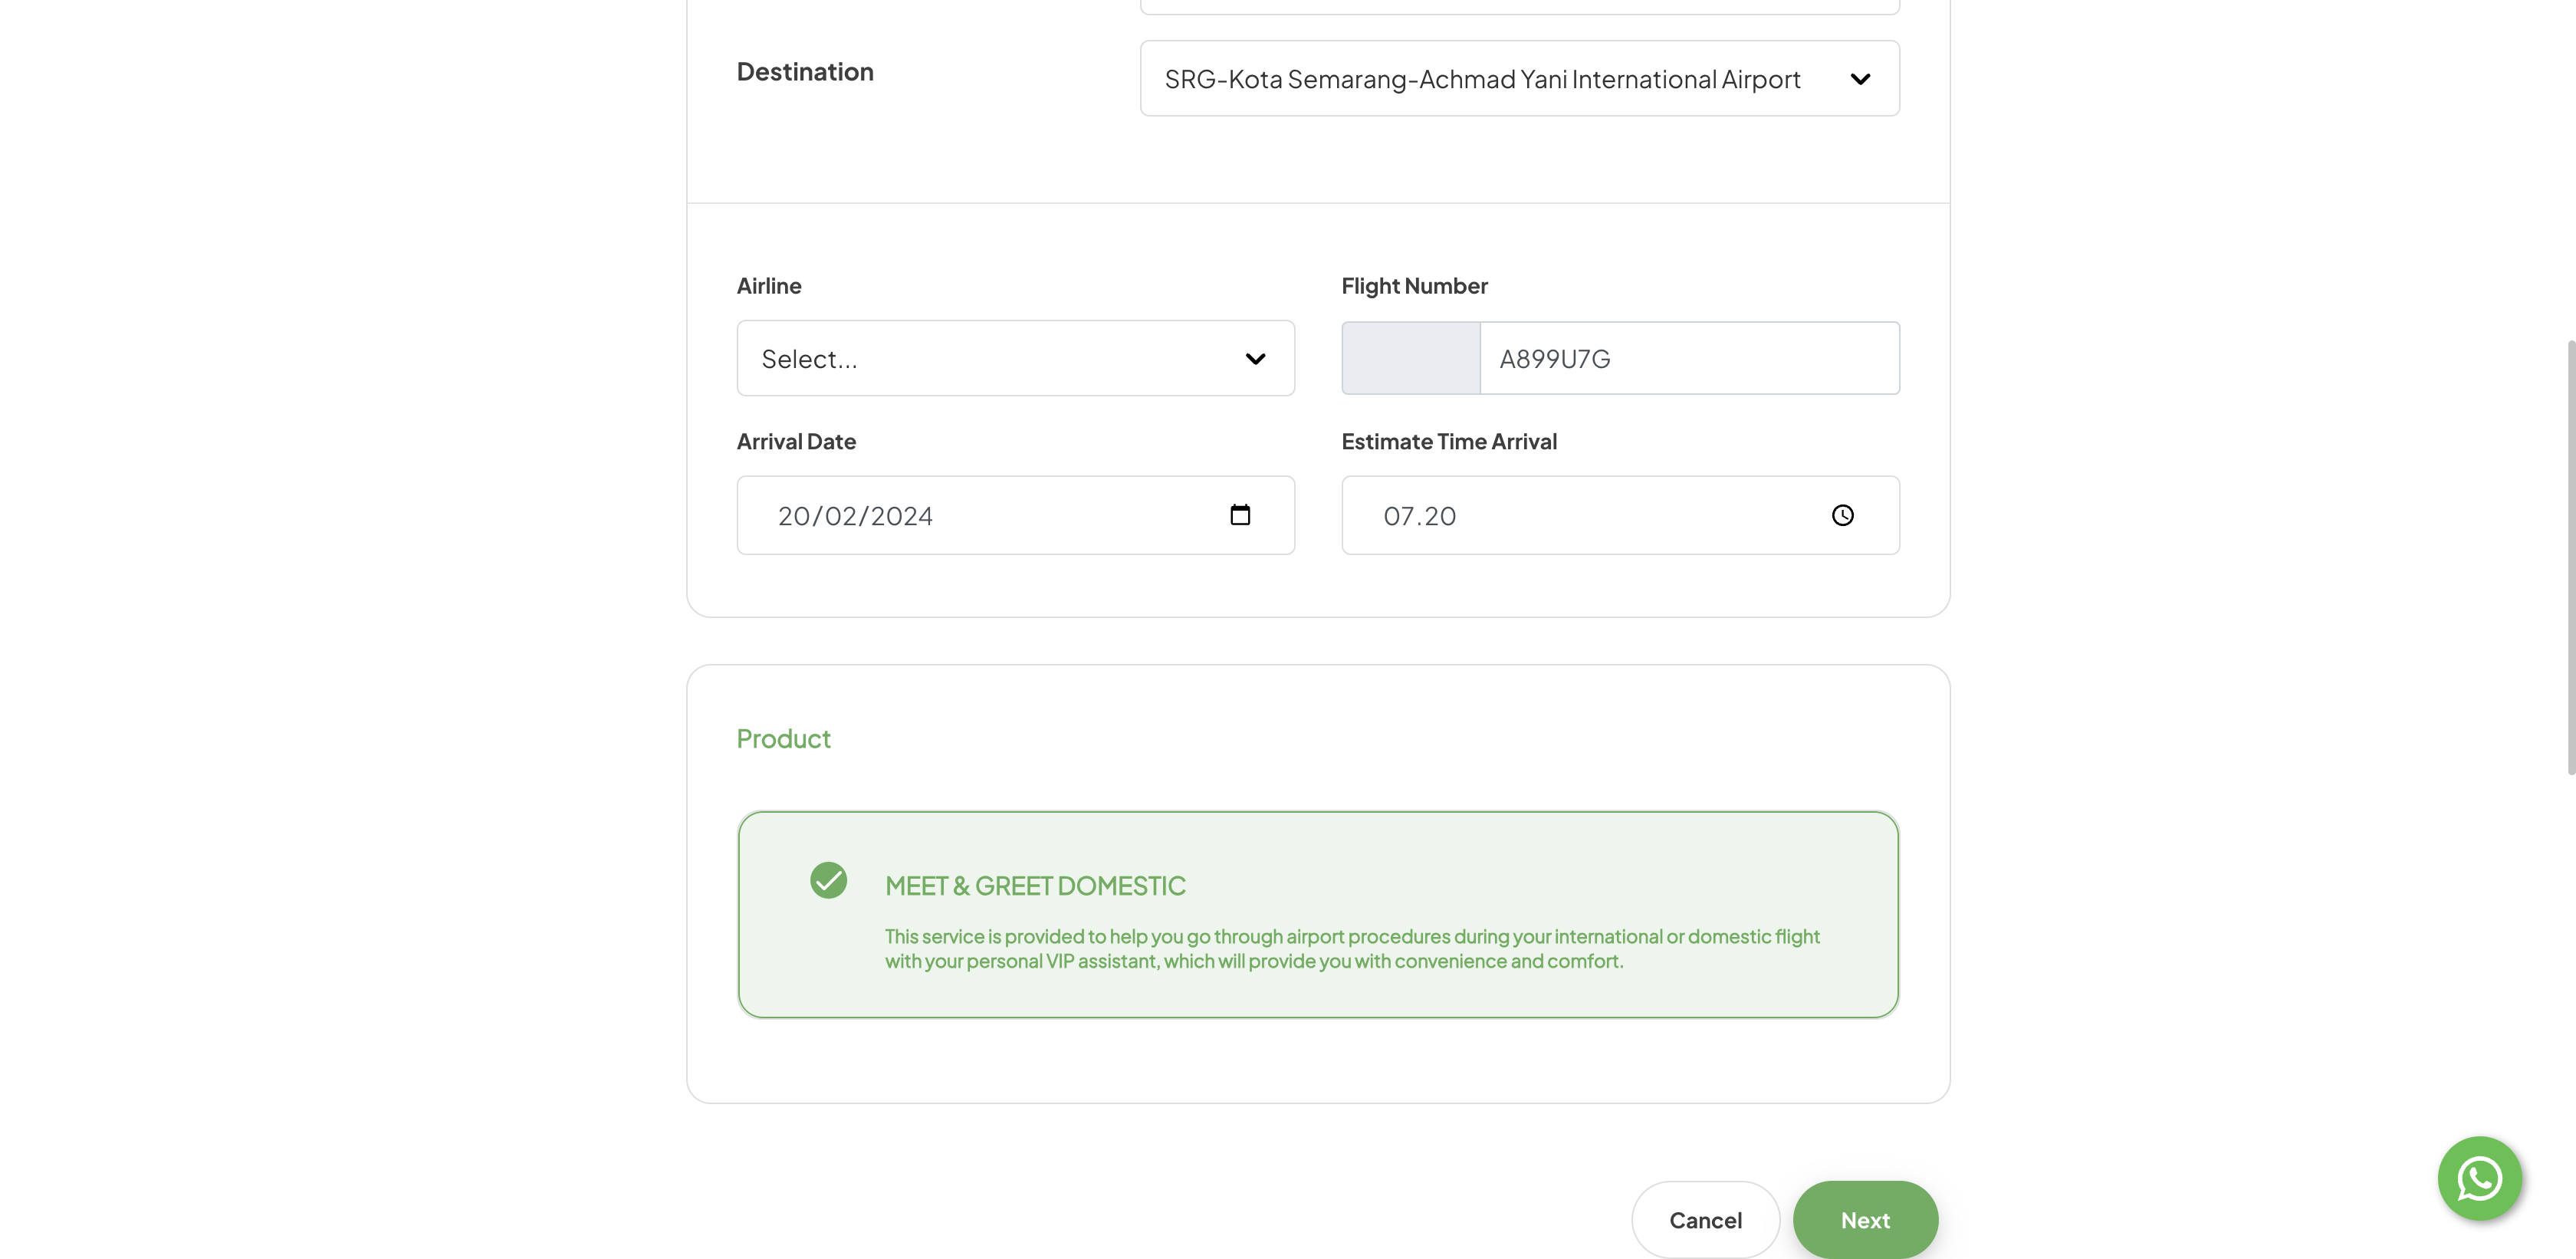 Destination
SRG-Kota Semarang-Achmad Yani International Airport
Airline
Flight Number
Select...
A899U7G
Arrival Date
Estimate Time Arrival
20/02/2024
07.20
Product
MEET & GREET DOMESTIC
This service is provided to help you go through airport procedures during your international or domestic flight
with your personal VIP assistant, which will provide you with convenience and comfort.
Cancel
Next